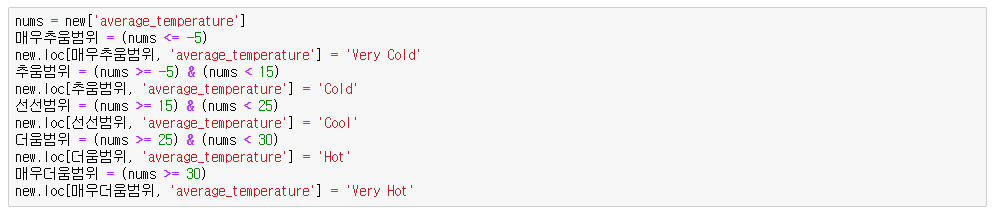 nums = new['average_temperature']
매우추움범위 = (nums <= -5)
new.loc[매우추움범위, 'average_temperature'] = 'Very Cold'
추움범위 = (nums >= -5) & (nums < 15)
new.loc[추움범위, 'average_temperature'] = 'Cold'
선선범위 = (nums >= 15) & (nums < 25)
new.loc[선선범위, 'average_temperature'] = 'Cool'
더움범위 = (nums >= 25) & (nums < 30)
new.loc[더움범위, 'average_temperature'] = 'Hot'
매우더움범위 = (nums >= 30)
new.loc[매우더움범위, 'average_temperature'] = 'Very Hot'